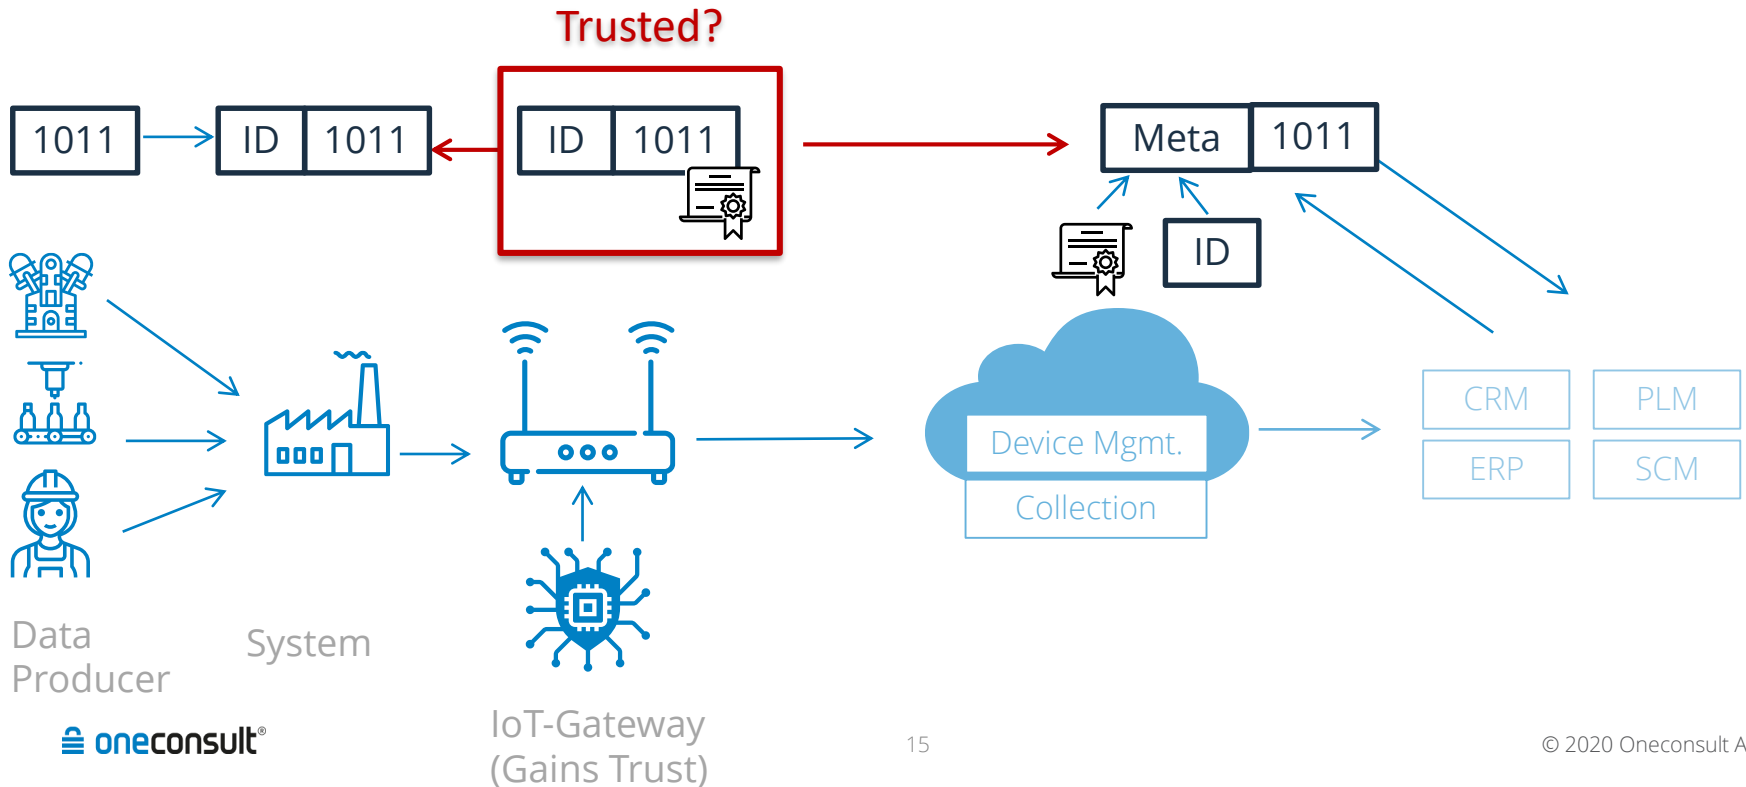 Trusted?
1011
ID 1011
ID 1011
Meta 1011
ID
CRM PLM
Device Mgmt.
ERP SCM
Collection
Data
Producer
System
IoT-Gateway
(Gains Trust)
oneconsult®
15
© 2020 Oneconsult A